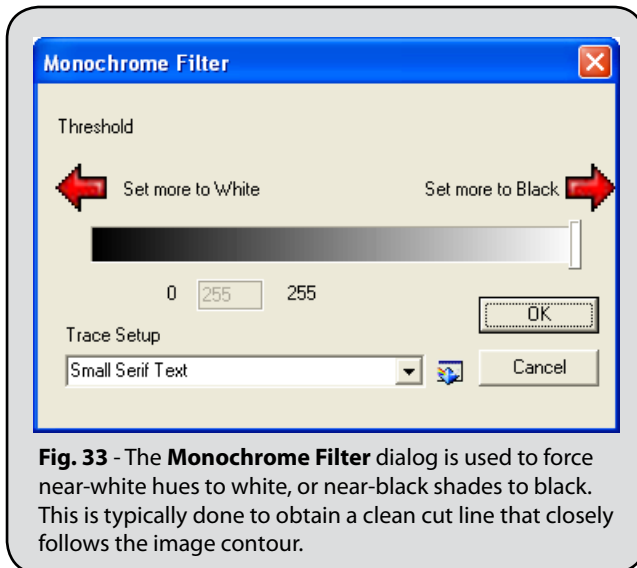 Monochrome Filter
Threshold
Set more to White Set more to Black
0 255 255
OK
Trace Setup
Small Serif Text
Cancel
Fig. 33 - The Monochrome Filter dialog is used to force
near-white hues to white, or near-black shades to black.
This is typically done to obtain a clean cut line that closely
follows the image contour.